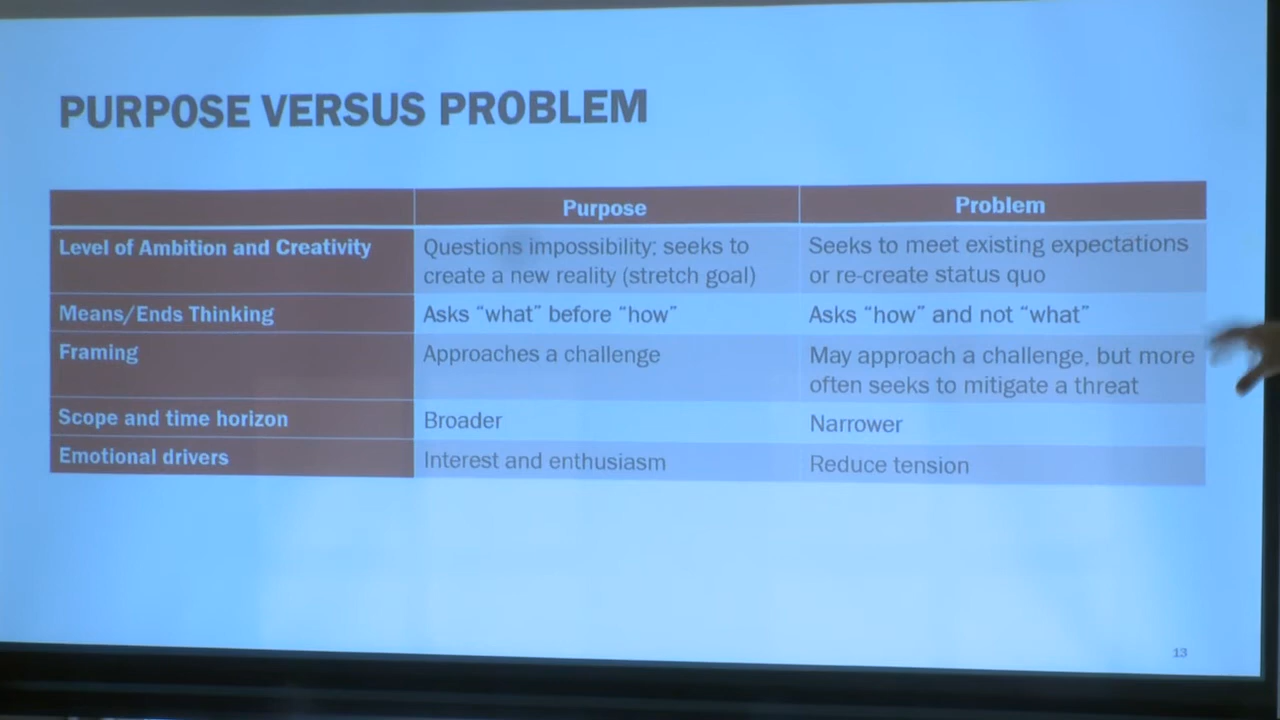 PURPOSE VERSUS PROBLEM
Purpose
Problem
Level of Ambition and Creativity
Questions impossibility; seeks to
create a new reality (stretch goal)
Seeks to meet existing expectations
or re-create status quo
Means/Ends Thinking
Asks “what” before “how”
Asks “how” and not “what”
Framing
Approaches a challenge
May approach a challenge, but more
often seeks to mitigate a threat
Scope and time horizon
Broader
Narrower
Emotional drivers
Interest and enthusiasm
Reduce tension
13